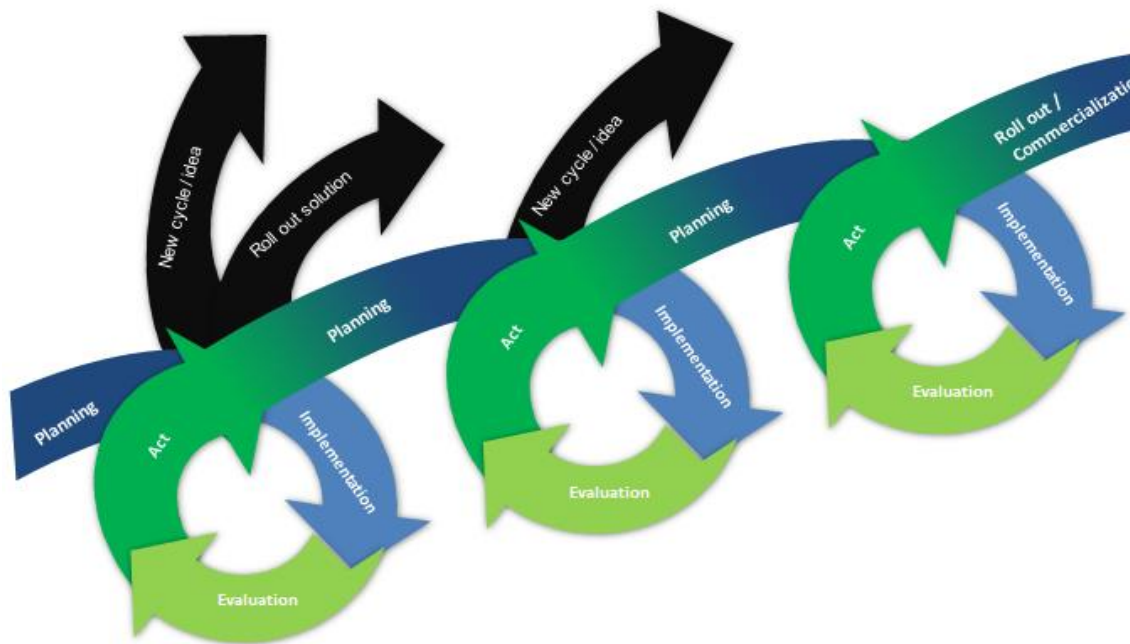 New cycle/idea
Roll out solution
New cycle/idea
Roll out /
Commercialization
Planning
Planning
Planning
Act
Implementation
Evaluation
Act
Implementation
Evaluation
Act
Implementation
Evaluation